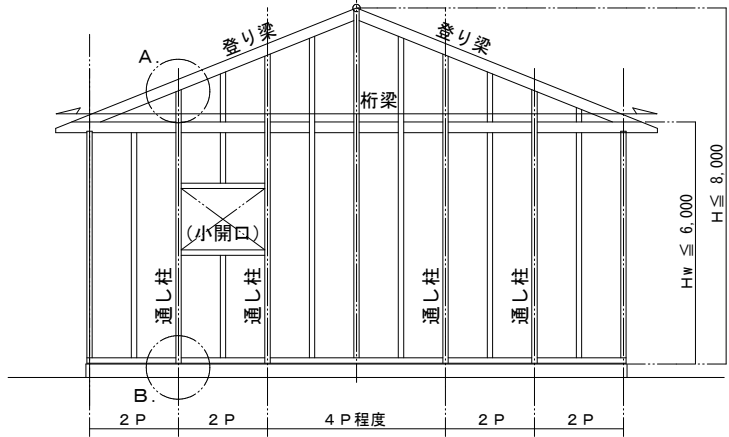 登り梁
登り梁
A.
桁梁
H≦8,000
Hw ≦ 6,000
(小開口)
通し柱
通し柱
通し柱
通し柱
B.
2P
2P
4P程度
2P
2P